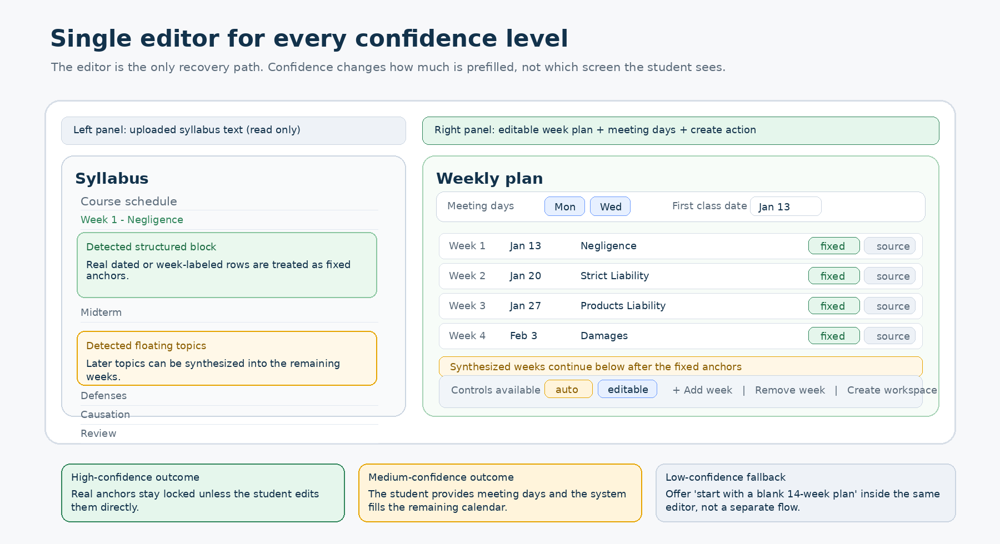 Single editor for every confidence level
The editor is the only recovery path. Confidence changes how much is prefilled, not which screen the student sees.
Left panel: uploaded syllabus text (read only)
Syllabus
Course schedule
Week 1 - Negligence
Detected structured block
Real dated or week-labeled rows are treated as fixed
anchors.
Midterm
Detected floating topics
Later topics can be synthesized into the remaining
weeks.
Defenses
Causation
Review
Right panel: editable week plan + meeting days + create action
Weekly plan
Meeting days Mon Wed First class date Jan 13
Week 1 Jan 13 Negligence fixed source
Week 2 Jan 20 Strict Liability fixed source
Week 3 Jan 27 Products Liability fixed source
Week 4 Feb 3 Damages fixed source
Synthesized weeks continue below after the fixed anchors
Controls available auto editable + Add week | Remove week | Create workspace
High-confidence outcome
Real anchors stay locked unless the student edits
them directly.
Medium-confidence outcome
The student provides meeting days and the system
fills the remaining calendar.
Low-confidence fallback
Offer 'start with a blank 14-week plan' inside the same
editor, not a separate flow.